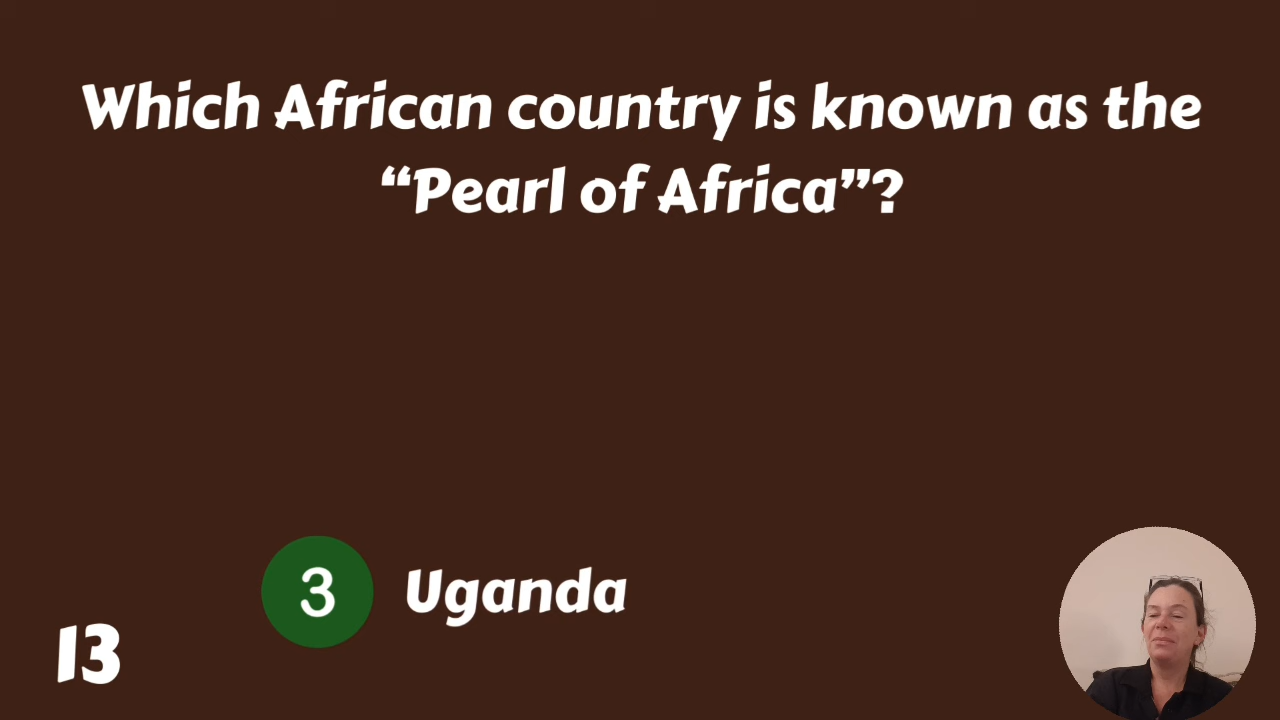 Which African country is known as the
“Pearl of Africa”?
3 Uganda
13